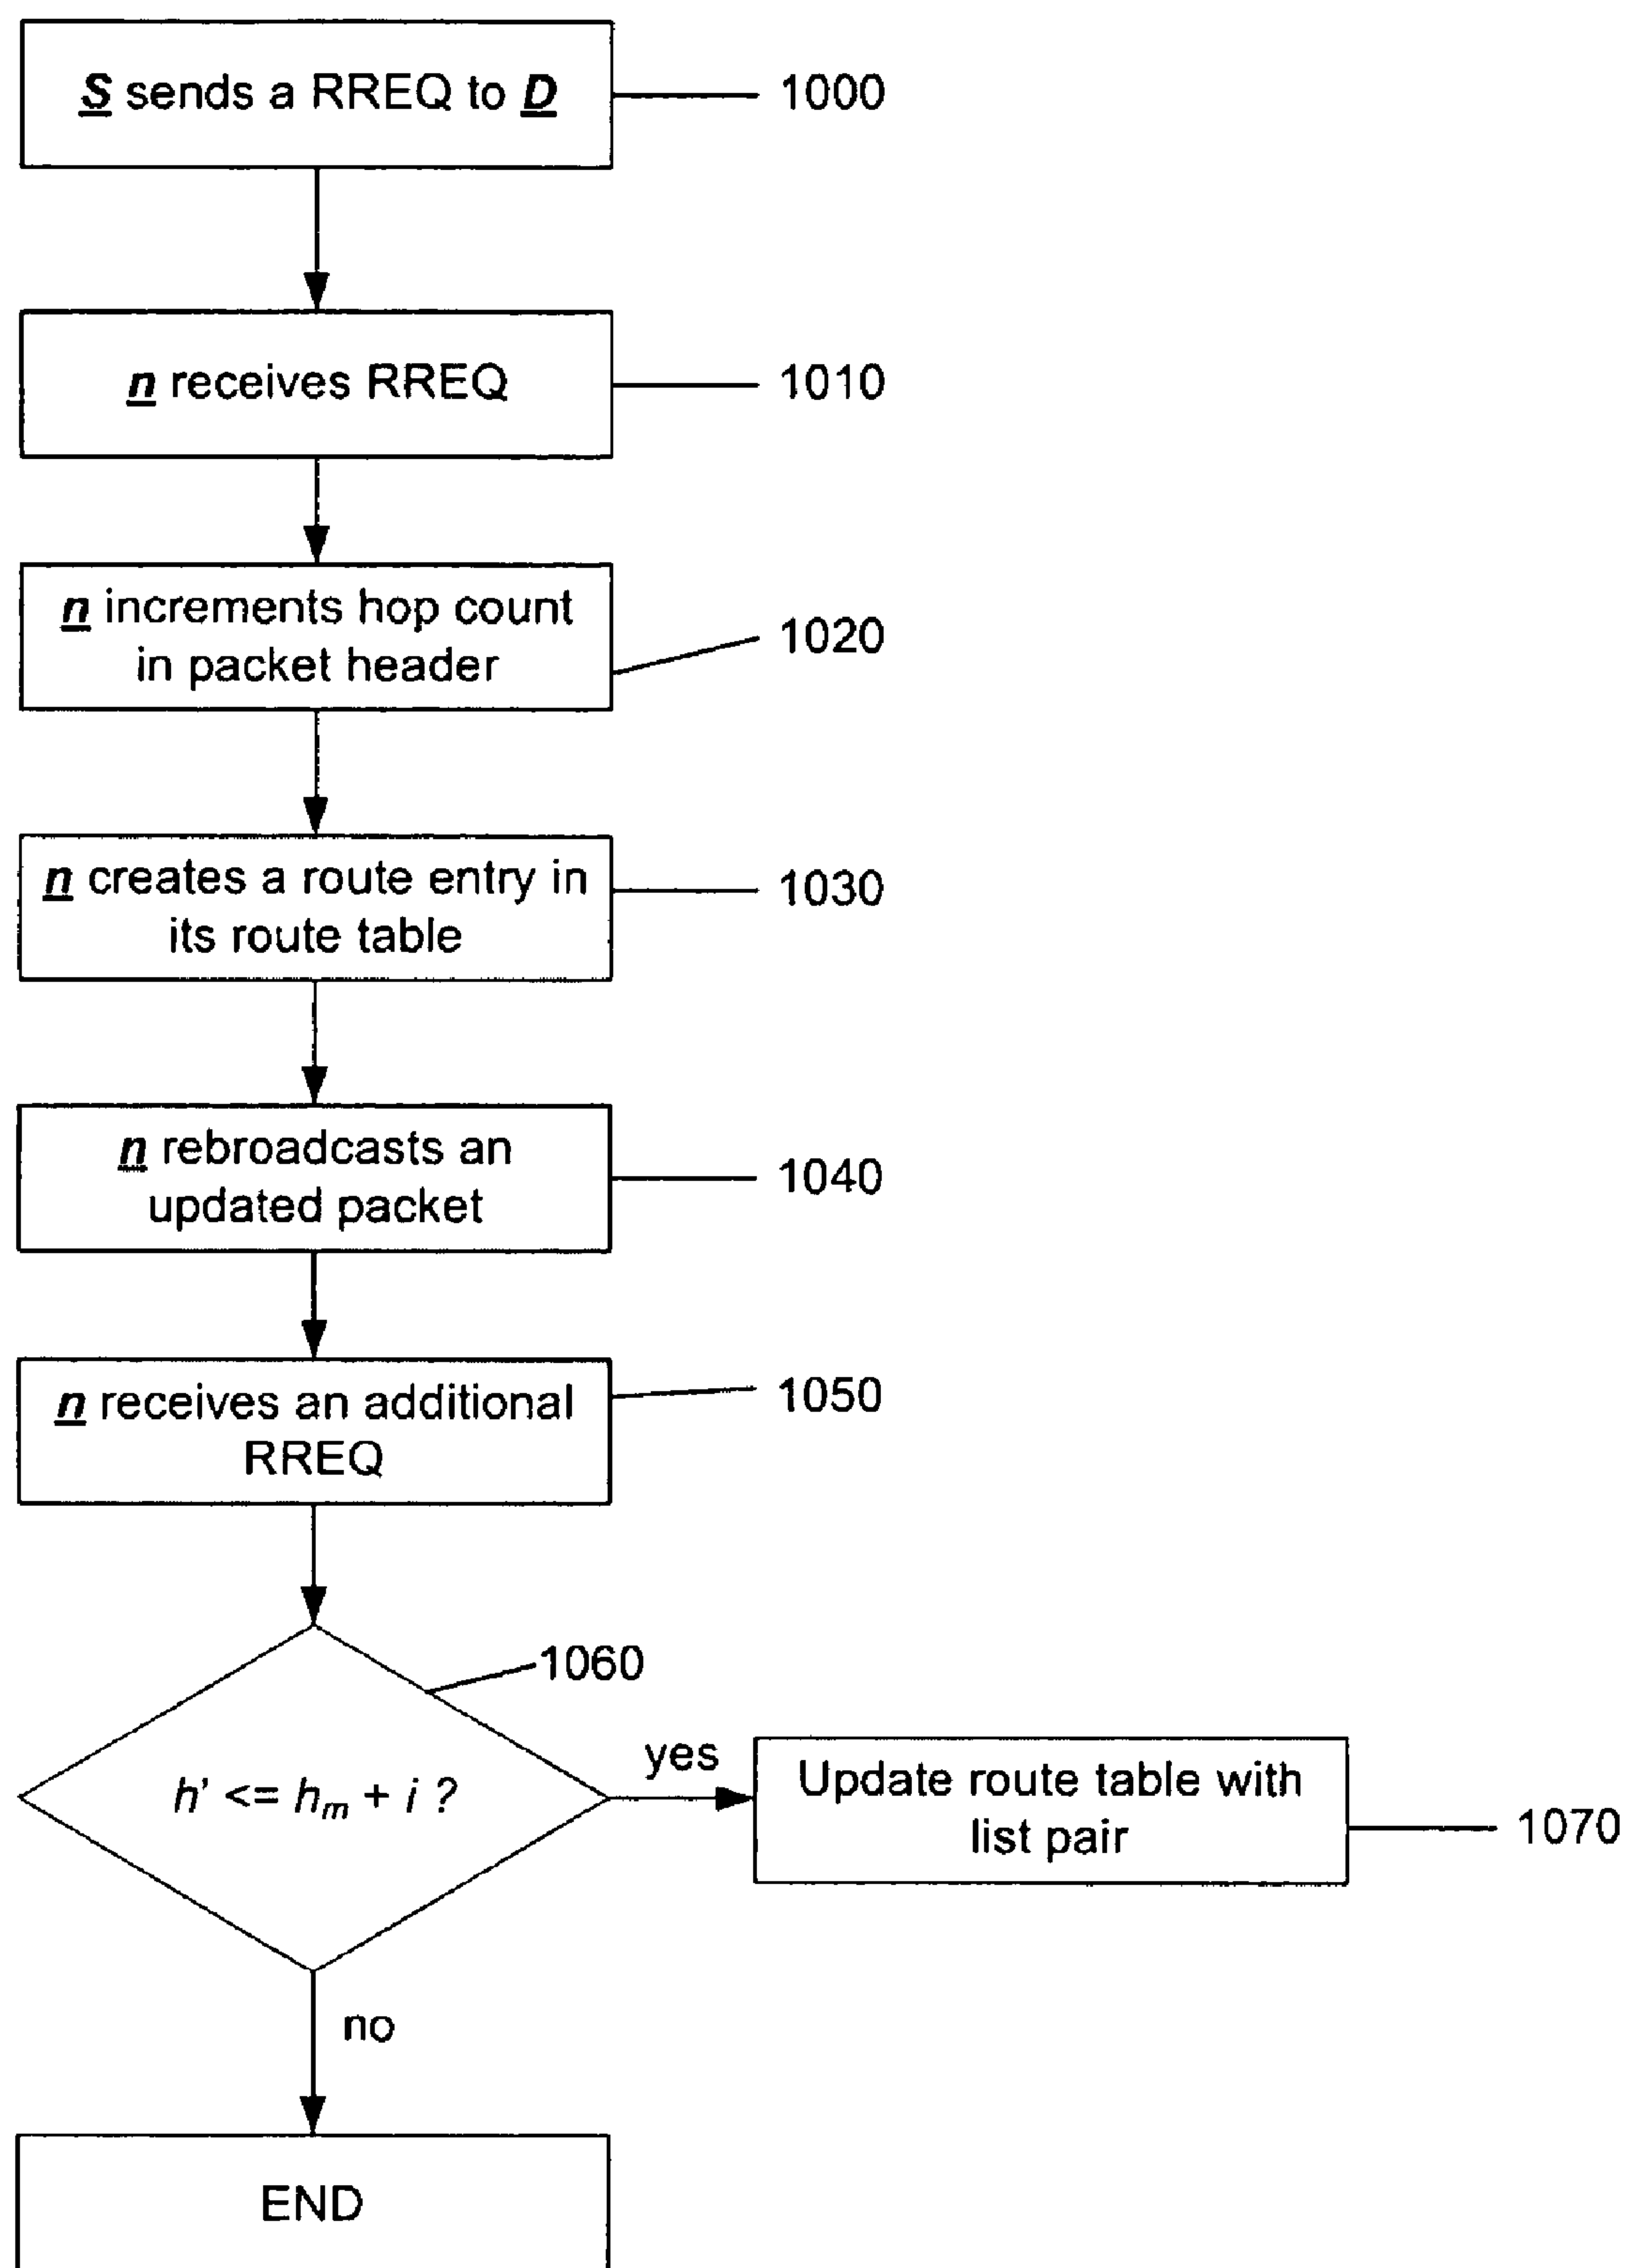 S sends a RREQ to D
1000
n receives RREQ
1010
n increments hop count
in packet header
1020
n creates a route entry in
its route table
1030
n rebroadcasts an
updated packet
1040
n receives an additional
RREQ
1050
1060
h' <= hm + i ?
yes
Update route table with
list pair
1070
no
END